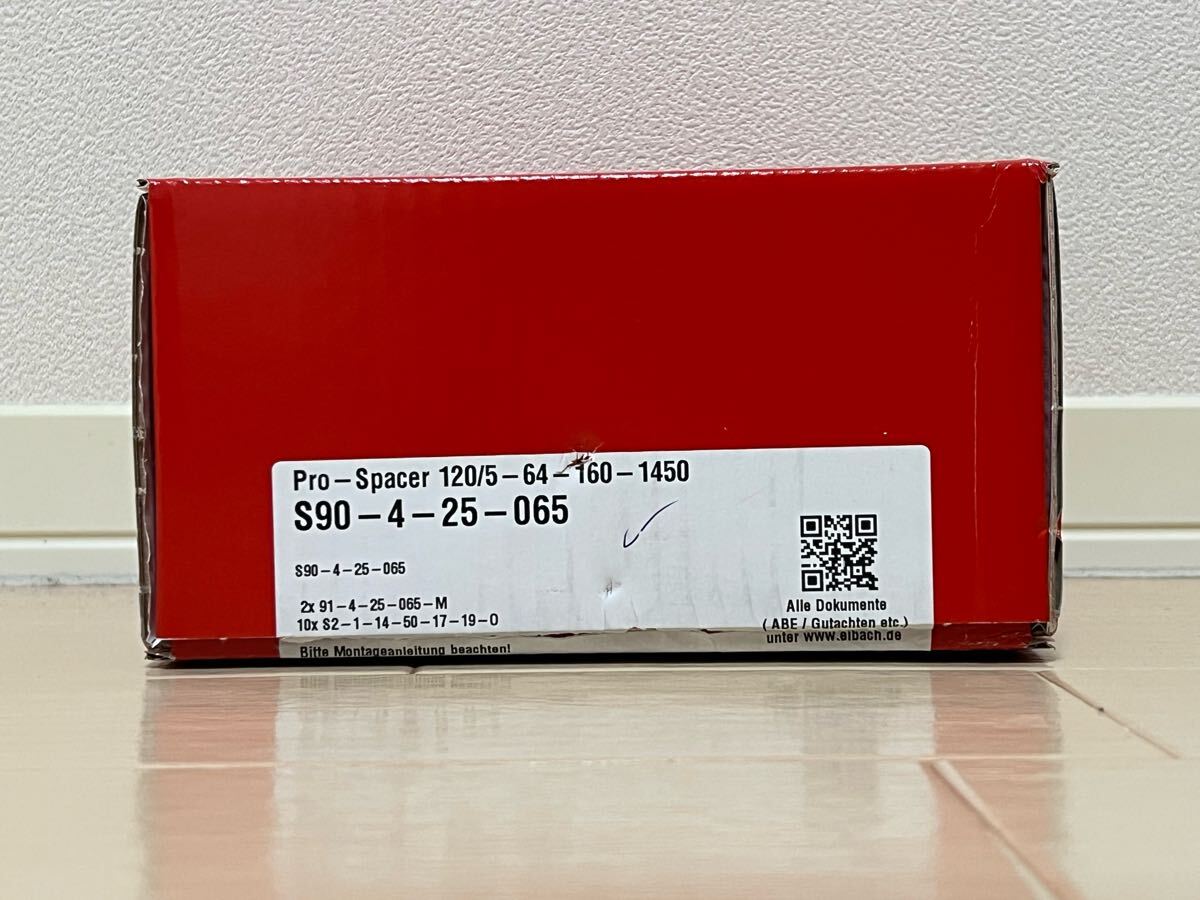 Pro-Spacer 120/5-64-160-1450
S90-4-25-065
S90-4-25-065
2x 91-4-25-065-M
10x S2-1-14-50-17-19-O
Bitte Montageanleitung beachten!
Alle Dokumente
( ABE / Gutachten etc.)
unter www.eibach.de